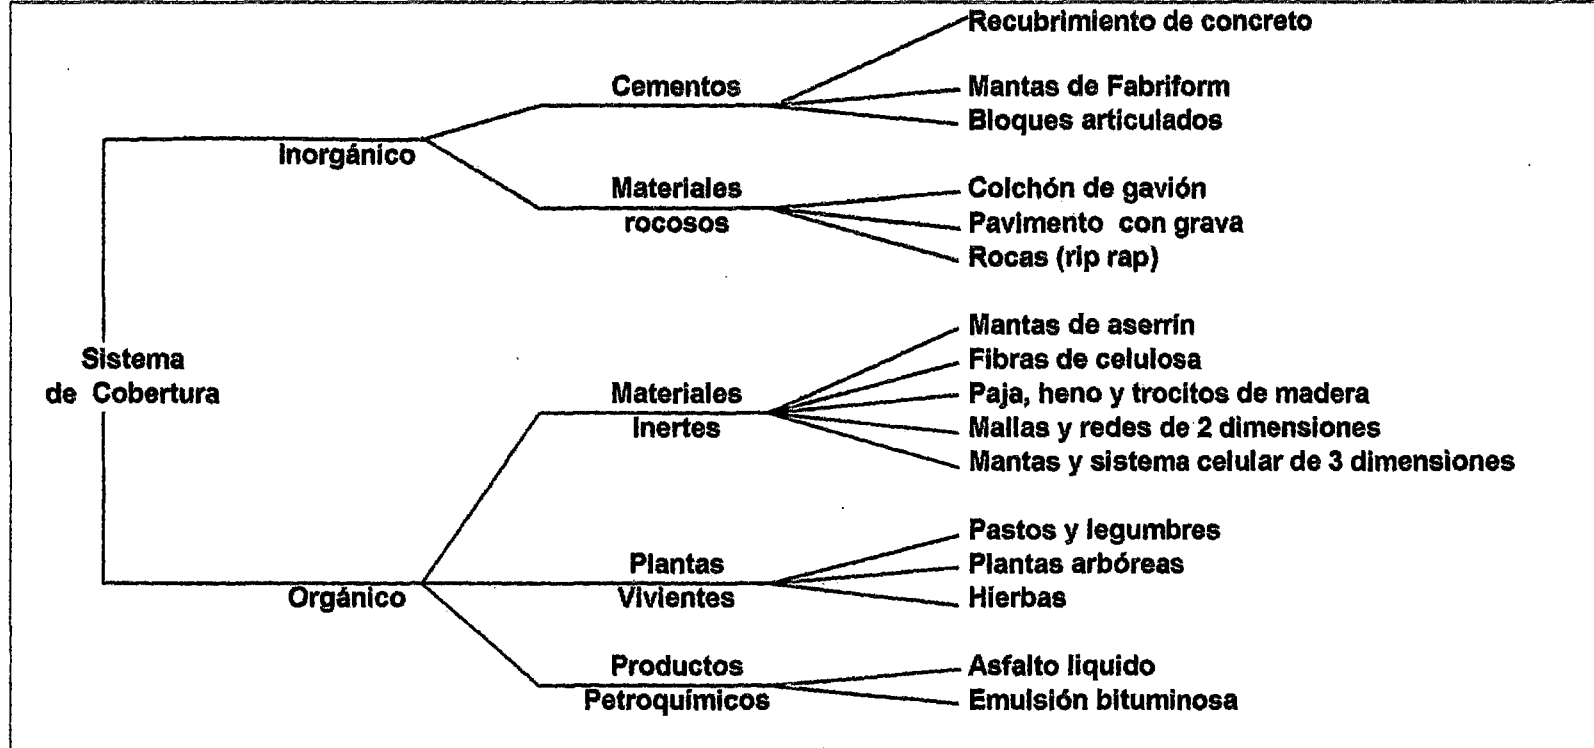 Recubrimiento de concreto
Cementos
Mantas de Fabriform
Bloques articulados
Inorgánico
Materiales
rocosos
Colchón de gavión
Pavimento con grava
Rocas (rip rap)
Sistema
de Cobertura
Mantas de aserrín
Fibras de celulosa
Materiales
Inertes
Paja, heno y trocitos de madera
Mallas y redes de 2 dimensiones
Mantas y sistema celular de 3 dimensiones
Orgánico
Plantas
Vivientes
Pastos y legumbres
Plantas arbóreas
Hierbas
Productos
Petroquímicos
Asfalto liquido
Emulsión bituminosa